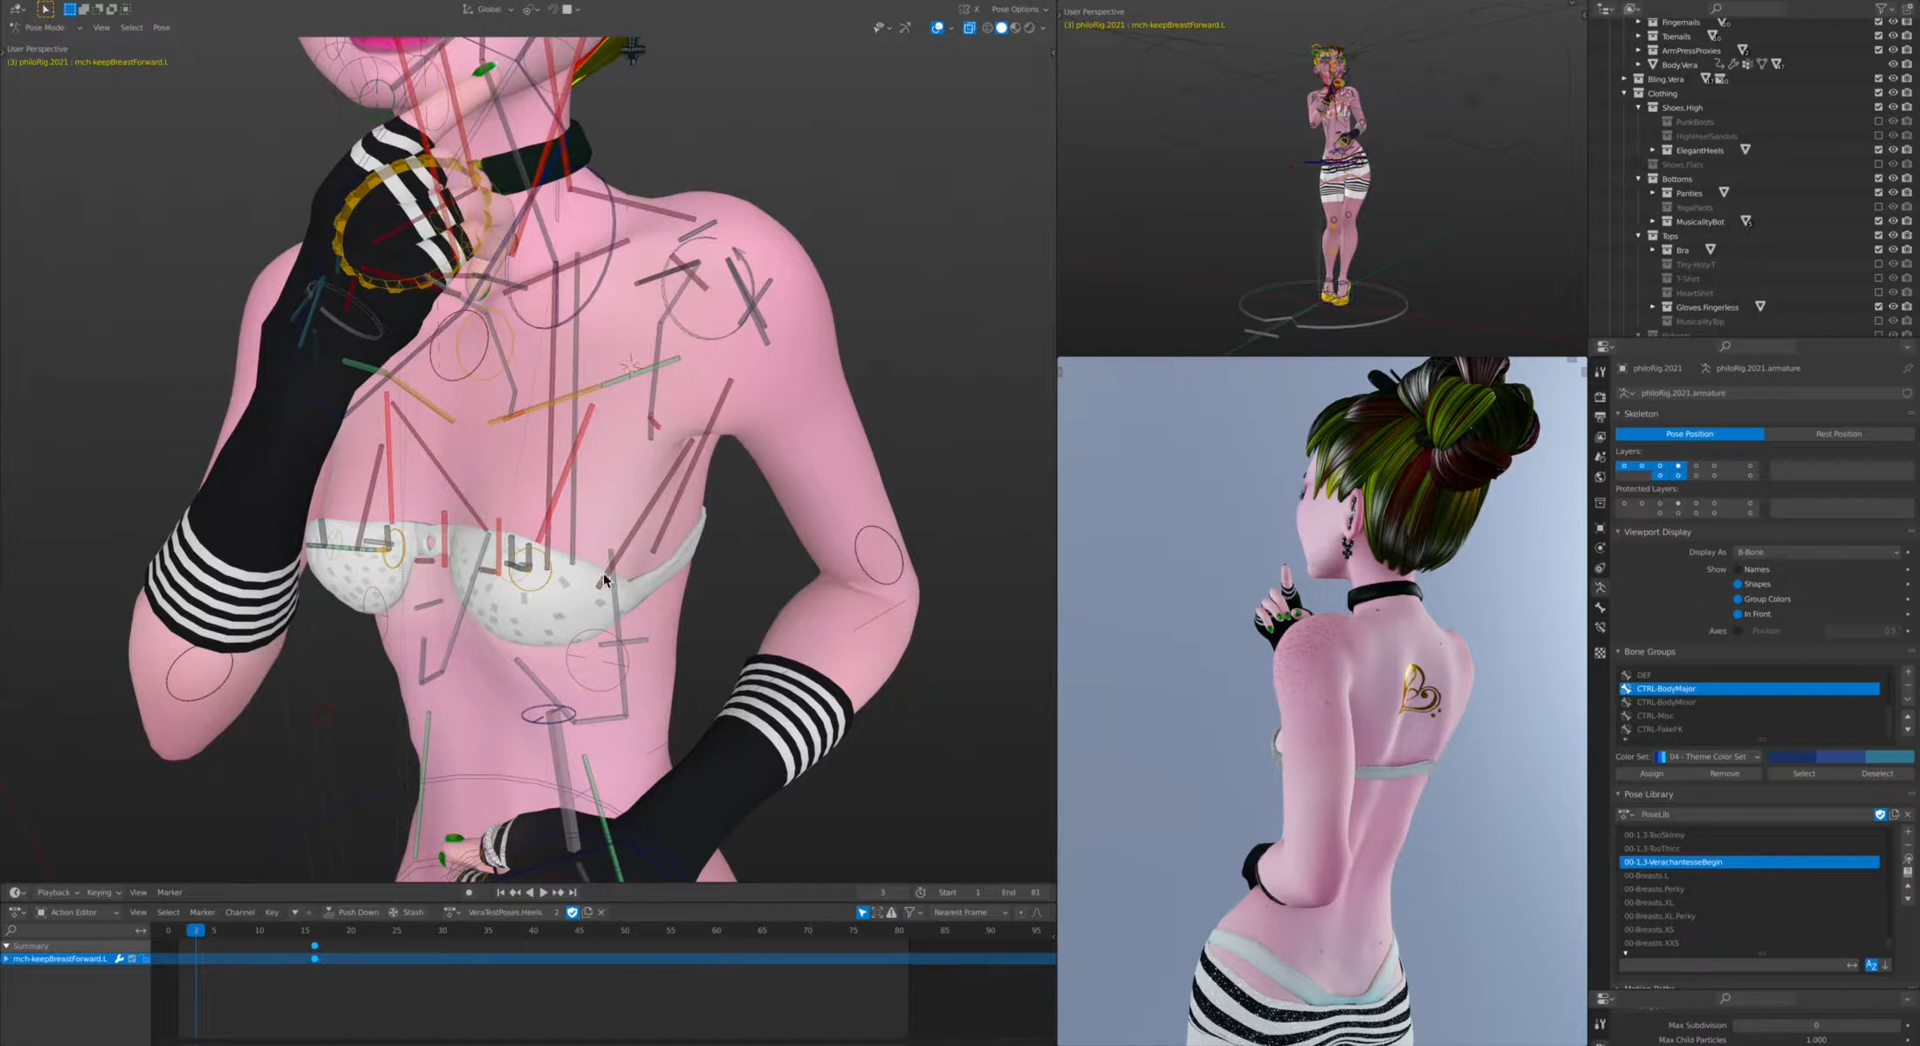 Global
X
Pose Options
Pose Mode
View
Select
Pose
User Perspective
(3) philoRig.2021 : mch-keepBreastForward.L
User Perspective
(3) philoRig.2021 : mch-keepBreastForward.L
Fingernails
Toenails
ArmPressProxies
Body.Vera
Bling.Vera
Clothing
Shoes.High
PunkBoots
HighHeelSandals
ElegantHeels
Shoes.Flats
Bottoms
Panties
YogaPants
MusicalityBot
Tops
Bra
Tiny-Holy-T
T-Shirt
HeartShirt
Gloves.Fingerless
MusicalityTop
philoRig.2021
philoRig.2021.armature
philoRig.2021.armature
Skeleton
Pose Position
Rest Position
Layers:
Protected Layers:
Viewport Display
Display As
B-Bone
Show
Names
Shapes
Group Colors
In Front
Axes
Position
0.5
Bone Groups
DEF
CTRL-BodyMajor
CTRL-BodyMinor
CTRL-Misc
CTRL-FakeFK
Color Set:
04 - Theme Color Set
Assign
Remove
Select
Deselect
Pose Library
PoseLib
00-1.3-TooSkinny
00-1.3-TooThicc
00-1.3-VerachantesseBegin
00-Breasts.L
00-Breasts.Perky
00-Breasts.XL
00-Breasts.XL.Perky
00-Breasts.XS
00-Breasts.XXS
Motion Paths
Max Subdivision
0
Max Child Particles
1.000
Playback
Keying
View
Marker
3
Start
1
End
81
Action Editor
View
Select
Marker
Channel
Key
Push Down
Stash
VeraTestPoses.Heels
2
Nearest Frame
0
3
5
10
15
20
25
30
35
40
45
50
55
60
65
70
75
80
85
90
95
Summary
mch-keepBreastForward.L